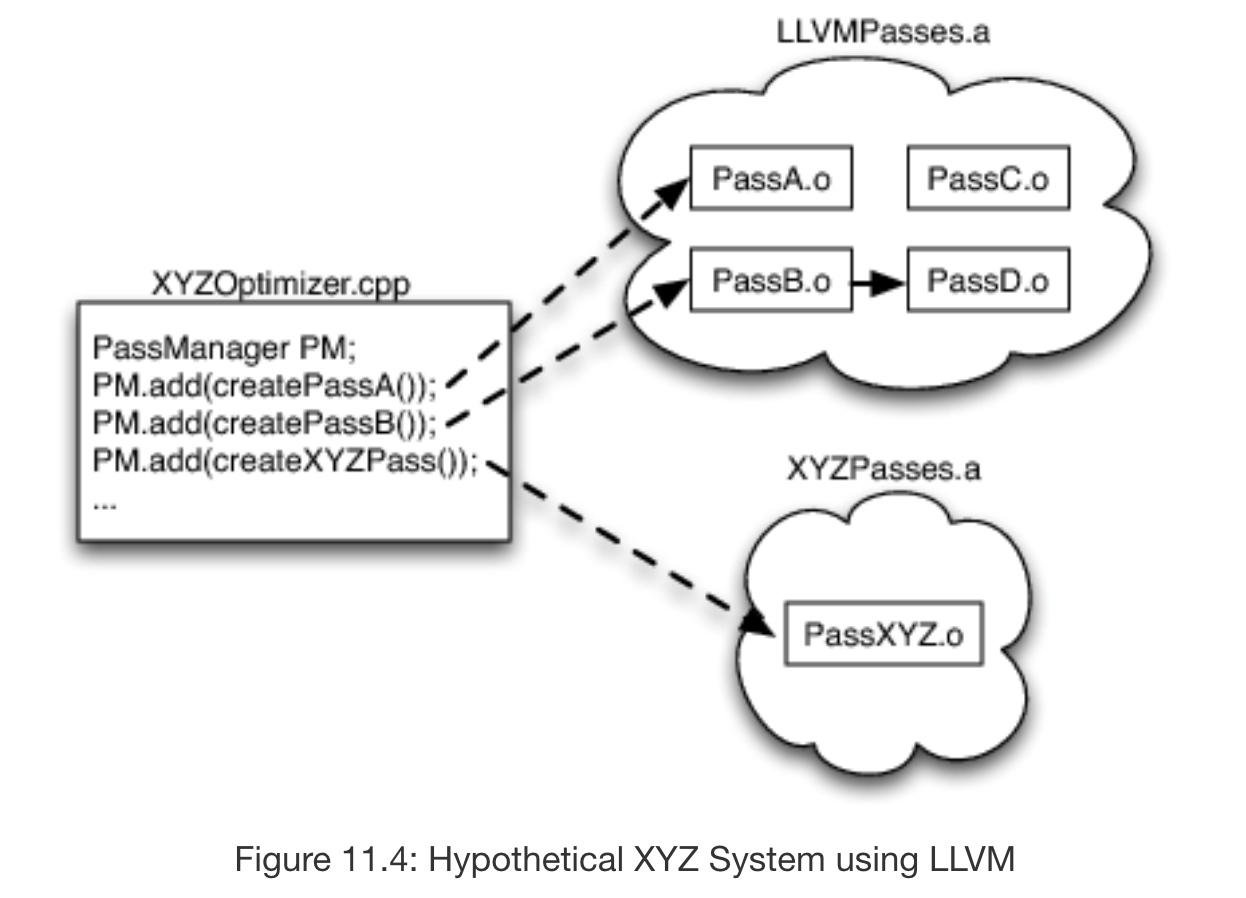 LLVMPasses.a
PassA.o
PassC.o
PassB.o
PassD.o
XYZOptimizer.cpp
PassManager PM;
PM.add(createPassA());
PM.add(createPassB());
PM.add(createXYZPass());
...
XYZPasses.a
PassXYZ.o
Figure 11.4: Hypothetical XYZ System using LLVM